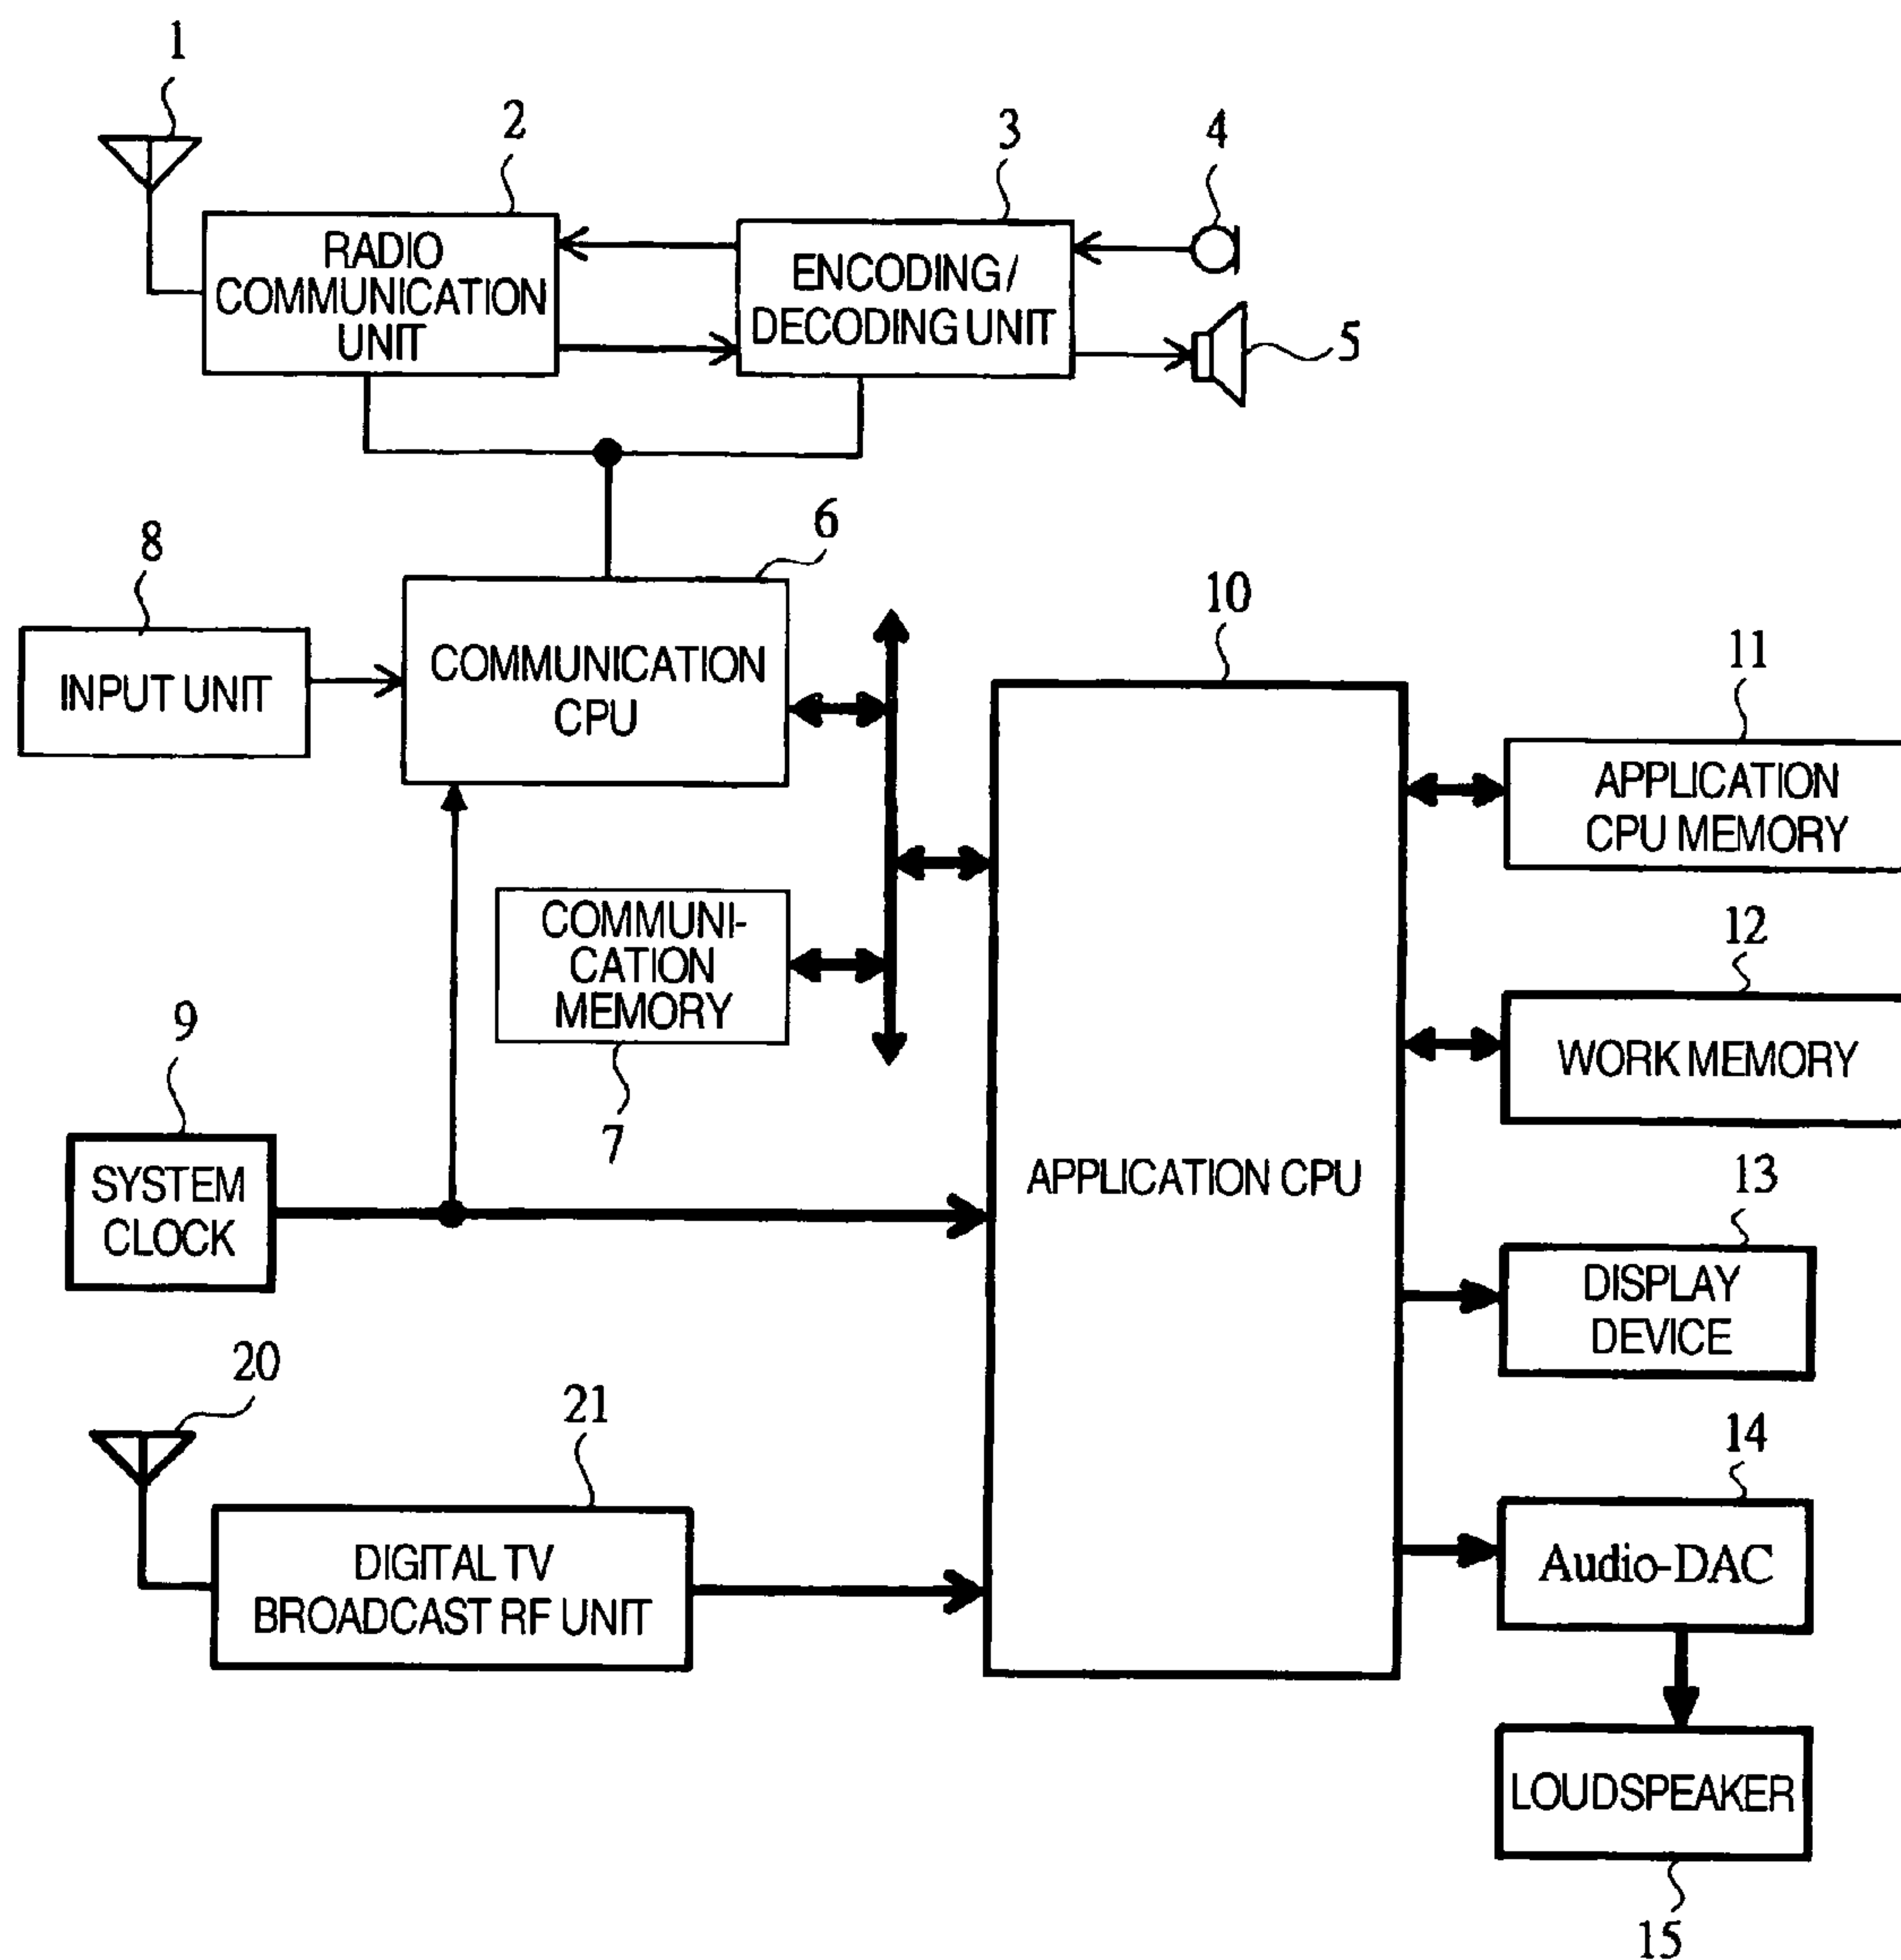 1
2
3
4
RADIO
COMMUNICATION
UNIT
ENCODING /
DECODING UNIT
5
8
6
INPUT UNIT
COMMUNICATION
CPU
10
11
APPLICATION
CPU MEMORY
COMMUNI-
CATION
MEMORY
7
12
WORK MEMORY
9
SYSTEM
CLOCK
APPLICATION CPU
13
DISPLAY
DEVICE
20
21
DIGITAL TV
BROADCAST RF UNIT
14
Audio-DAC
LOUDSPEAKER
15